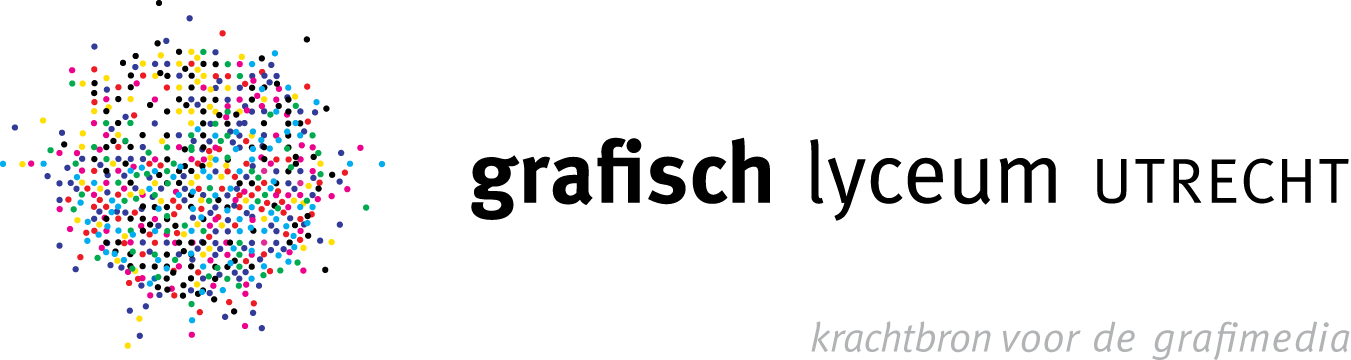 grafisch lyceum UTRECHT
krachtbron voor de grafimedia